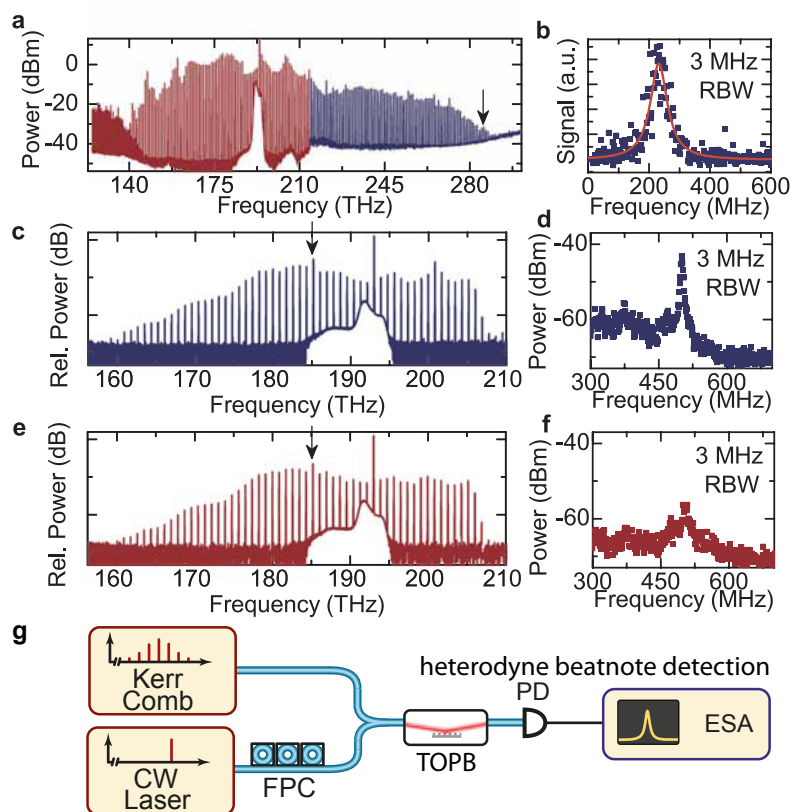 a
Power (dBm)
0
-20
-40
140
175
210
245
280
Frequency (THz)
b
Signal (a.u.)
3 MHz
RBW
0
200
400
600
Frequency
(MHz)
c
Rel. Power (dB)
160
170
180
190
200
210
Frequency (THz)
d
Power (dBm)
-40
-60
3 MHz
RBW
300
450
600
Frequency (MHz)
e
Rel. Power (dB)
160
170
180
190
200
210
Frequency (THz)
f
Power (dBm)
-40
-60
3 MHz
RBW
300
450
600
Frequency (MHz)
g
Kerr
Comb
CW
Laser
FPC
heterodyne beatnote detection
TOPB
PD
ESA